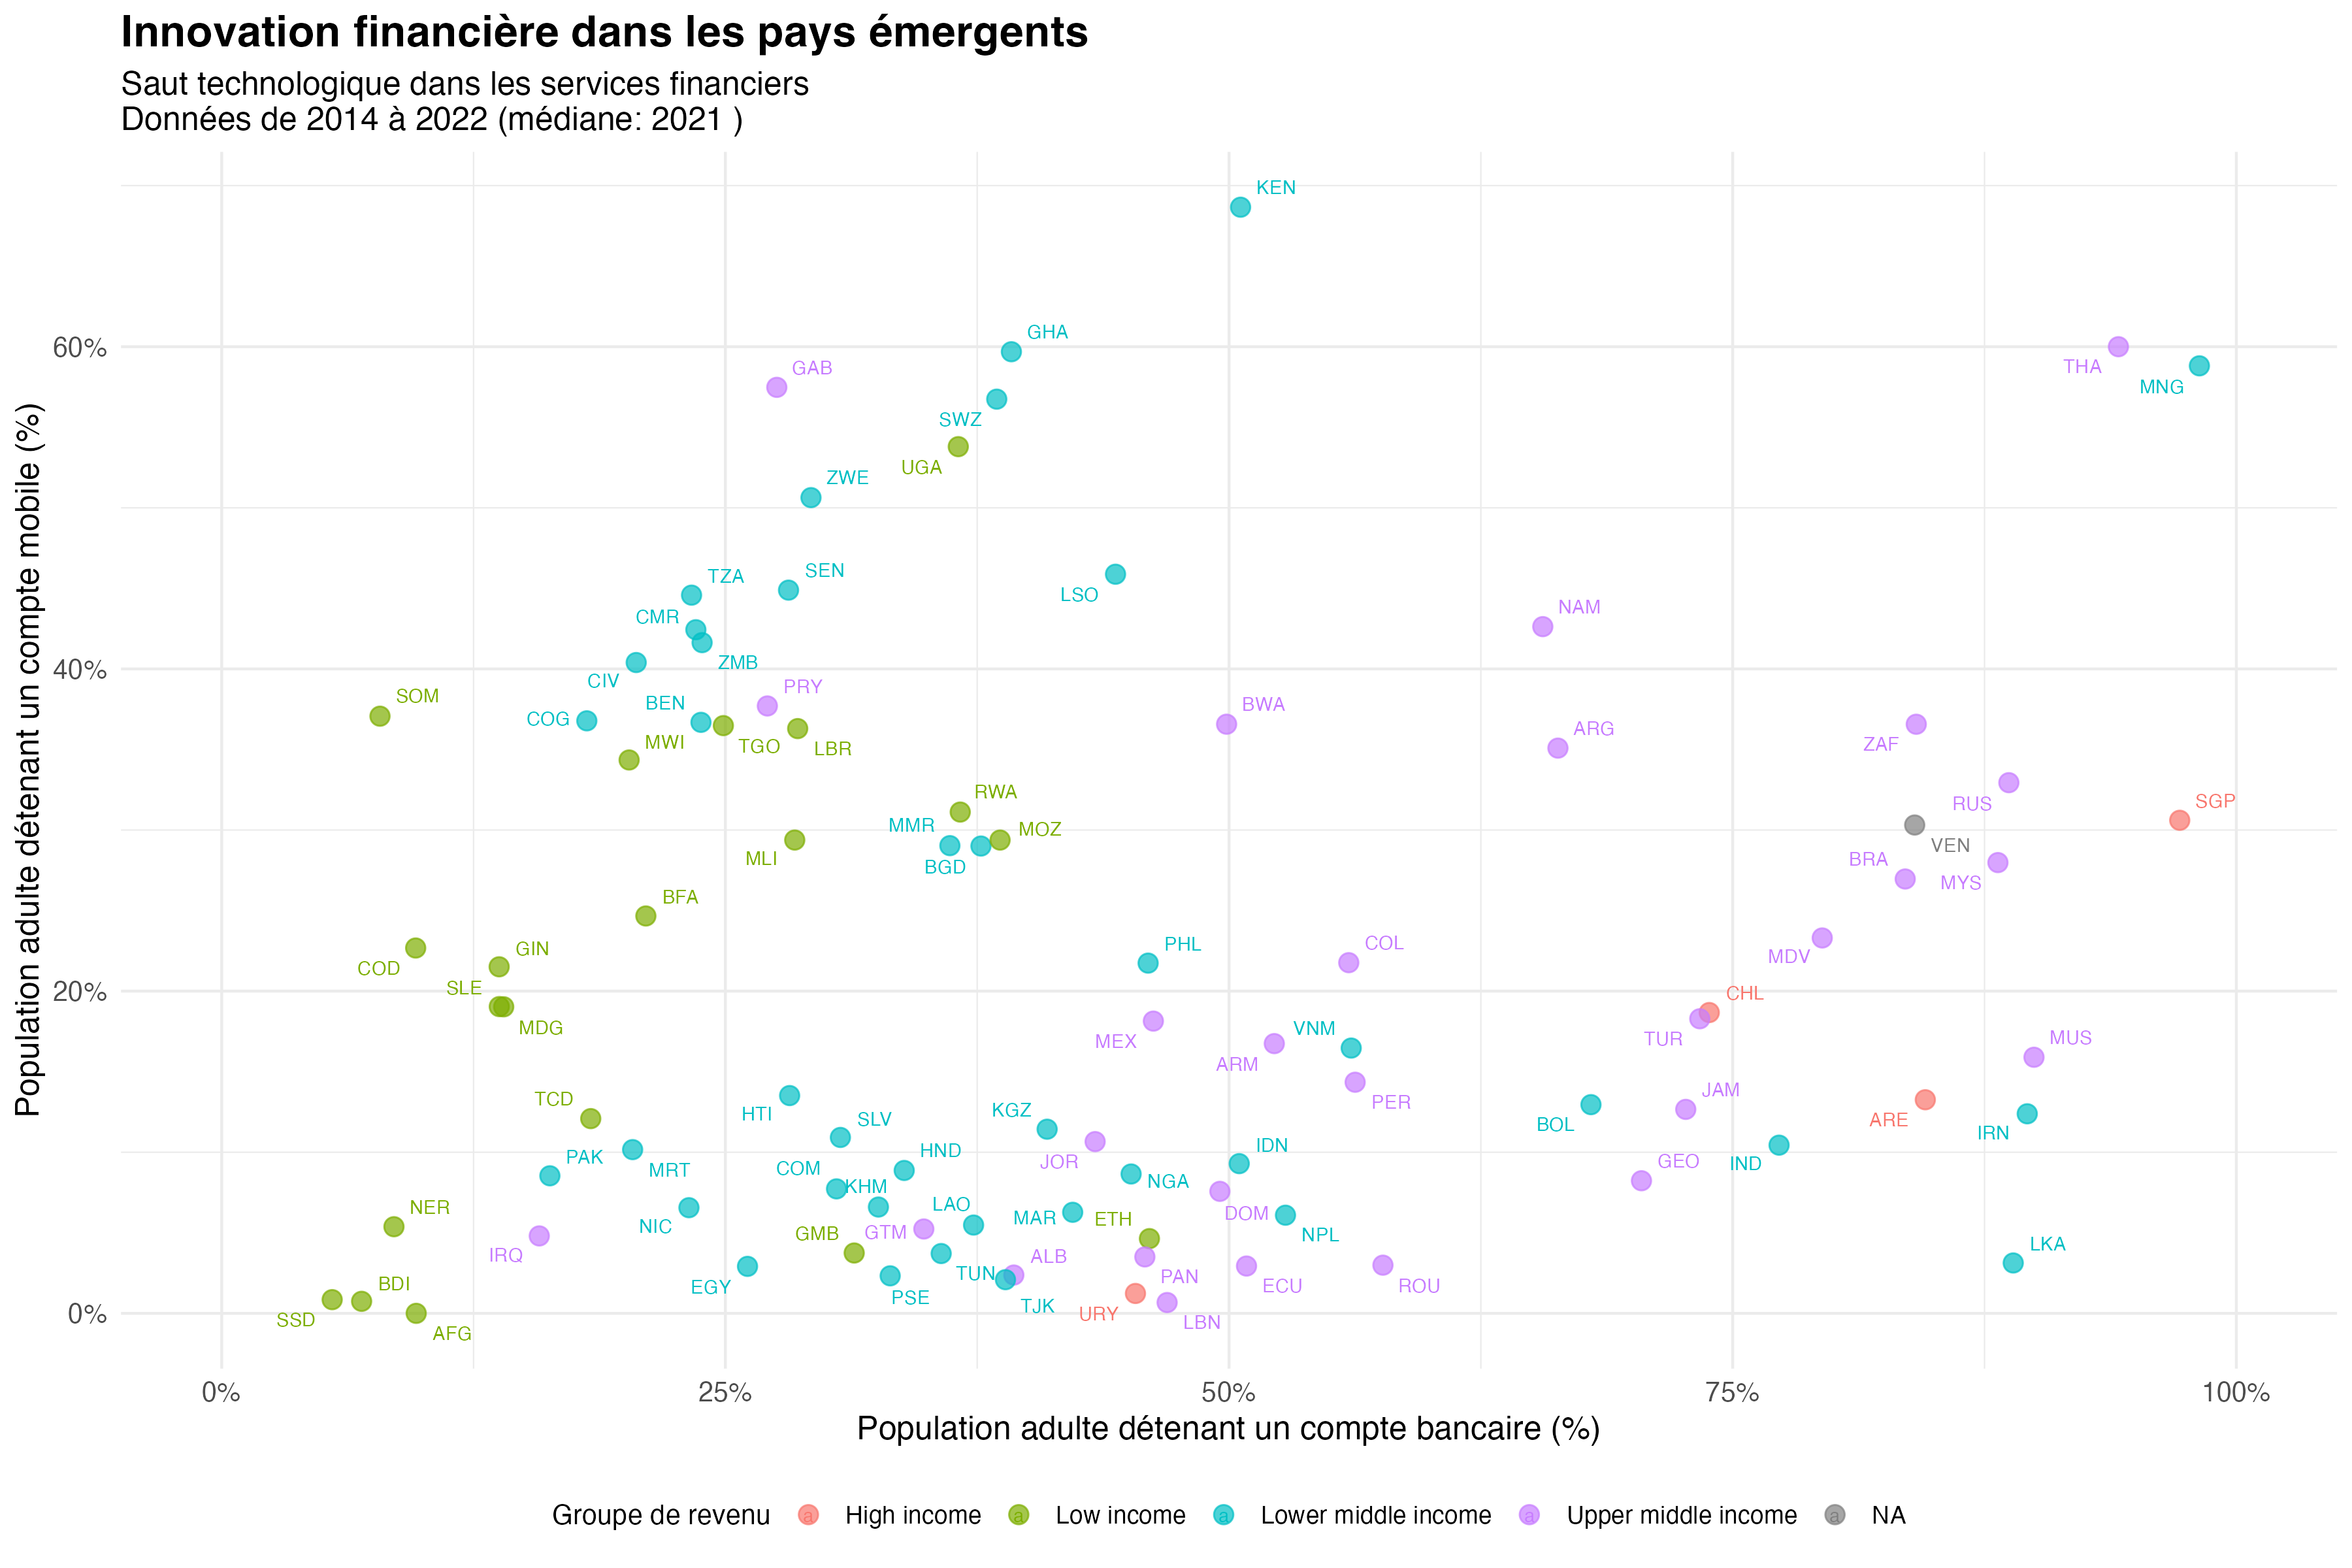 Innovation financière dans les pays émergents
Saut technologique dans les services financiers
Données de 2014 à 2022 (médiane: 2021 )
Population adulte détenant un compte mobile (%)
60%
40%
20%
0%
KEN
GHA
GAB
THA
MNG
SWZ
UGA
ZWE
TZA
SEN
LSO
CMR
NAM
ZMB
CIV
PRY
SOM
BEN
BWA
COG
ARG
MWI
TGO
LBR
ZAF
RWA
RUS
SGP
MMR
MOZ
MLI
BGD
VEN
BRA
MYS
BFA
GIN
PHL
COL
COD
MDV
SLE
CHL
MDG
MEX
VNM
TUR
MUS
ARM
TCD
HTI
SLV
KGZ
PER
JAM
BOL
ARE
IRN
PAK
MRT
COM
HND
JOR
IDN
GEO
IND
KHM
NGA
NER
NIC
LAO
MAR
ETH
DOM
GMB
GTM
NPL
IRQ
ALB
LKA
BDI
EGY
TUN
PAN
ECU
ROU
SSD
PSE
TJK
URY
LBN
AFG
0%
25%
50%
75%
100%
Population adulte détenant un compte bancaire (%)
Groupe de revenu
a High income
a Low income
a Lower middle income
a Upper middle income
a NA